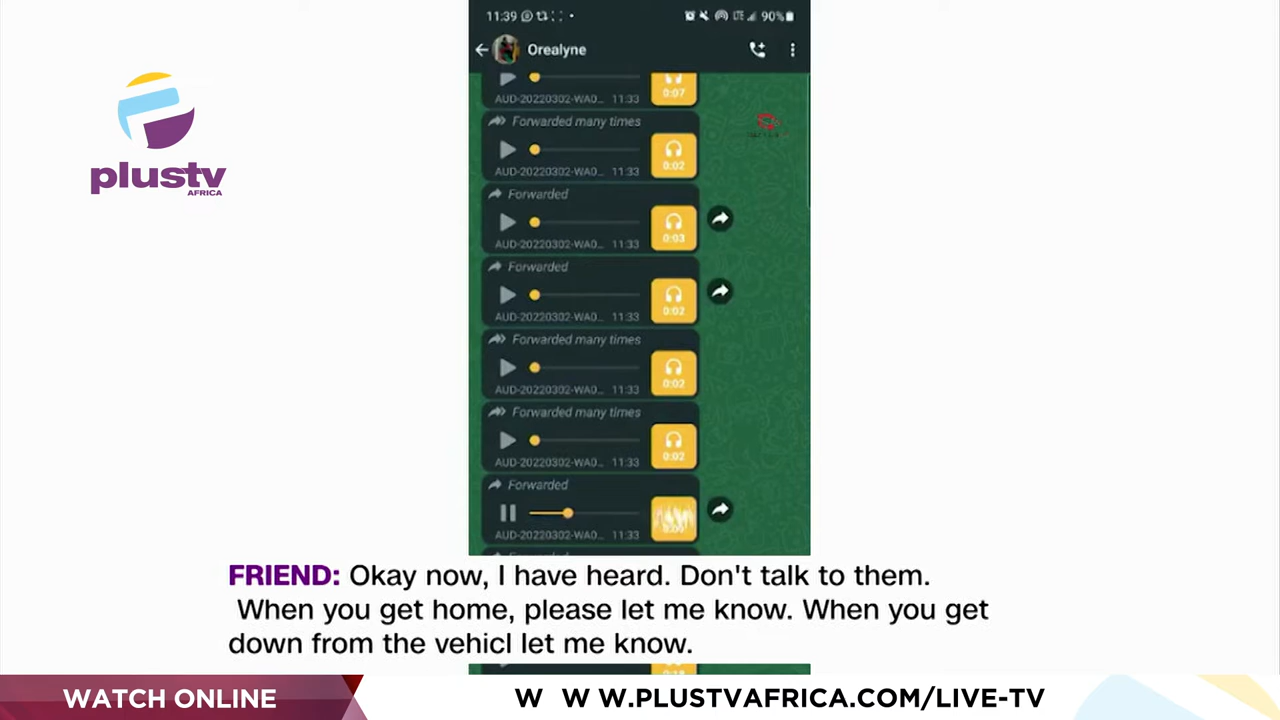 11:39
LTE
90%
Orealyne
plustv
AFRICA
0:07
AUD-20220302-WA0... 11:33
Forwarded many times
0:02
AUD-20220302-WA0... 11:33
Forwarded
0:03
AUD-20220302-WA0... 11:33
Forwarded
0:02
AUD-20220302-WA0... 11:33
Forwarded many times
0:02
AUD-20220302-WA0... 11:33
Forwarded many times
0:02
AUD-20220302-WA0... 11:33
Forwarded
AUD-20220302-WA0... 11:33
FRIEND: Okay now, I have heard. Don't talk to them.
When you get home, please let me know. When you get
down from the vehicl let me know.
WATCH ONLINE
W W W.PLUSTVAFRICA.COM/LIVE-TV